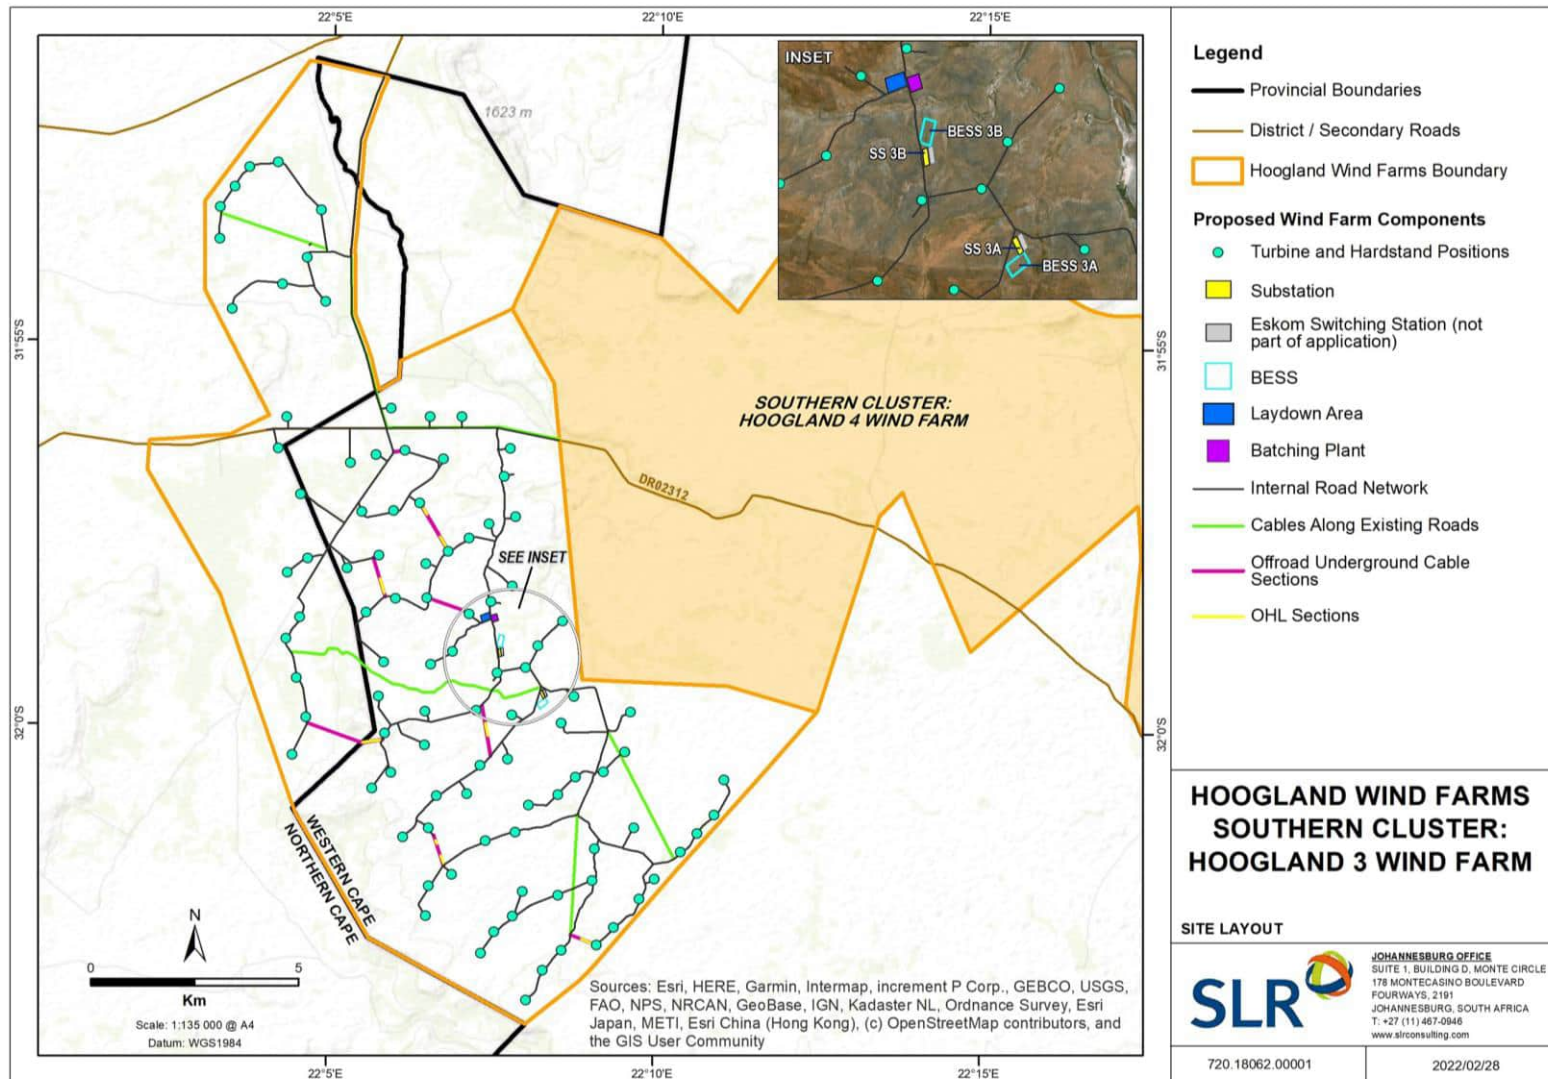 22°5'E
22°10'E
22°15'E
1623 m
INSET
BESS 3B
SS 3B
SS 3A
BESS 3A
31°55'S
31°55'S
SOUTHERN CLUSTER:
HOOGLAND 4 WIND FARM
DR02312
SEE INSET
32°0'S
32°0'S
WESTERN CAPE
NORTHERN CAPE
N
0 5
Km
Scale: 1:135 000 @ A4
Datum: WGS1984
Sources: Esri, HERE, Garmin, Intermap, increment P Corp., GEBCO, USGS,
FAO, NPS, NRCAN, GeoBase, IGN, Kadaster NL, Ordnance Survey, Esri
Japan, METI, Esri China (Hong Kong), (c) OpenStreetMap contributors, and
the GIS User Community
22°5'E
22°10'E
22°15'E
Legend
Provincial Boundaries
District / Secondary Roads
Hoogland Wind Farms Boundary
Proposed Wind Farm Components
Turbine and Hardstand Positions
Substation
Eskom Switching Station (not
part of application)
BESS
Laydown Area
Batching Plant
Internal Road Network
Cables Along Existing Roads
Offroad Underground Cable
Sections
OHL Sections
HOOGLAND WIND FARMS
SOUTHERN CLUSTER:
HOOGLAND 3 WIND FARM
SITE LAYOUT
SLR
JOHANNESBURG OFFICE
SUITE 1, BUILDING D, MONTE CIRCLE
178 MONTECASINO BOULEVARD
FOURWAYS, 2191
JOHANNESBURG, SOUTH AFRICA
T: +27 (11) 467-0946
www.slrconsulting.com
720.18062.00001
2022/02/28